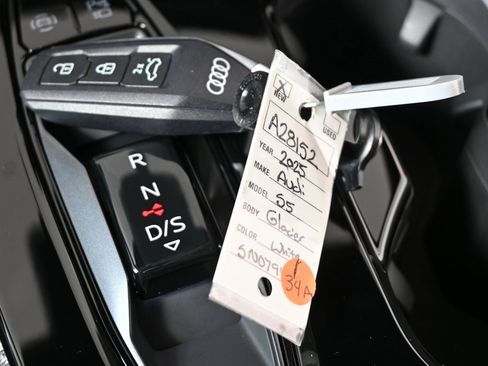 R
N
D/S
NEW
USED
A28152
YEAR 2025
MAKE Audi
MODEL S5
BODY Glacier
COLOR White
34A